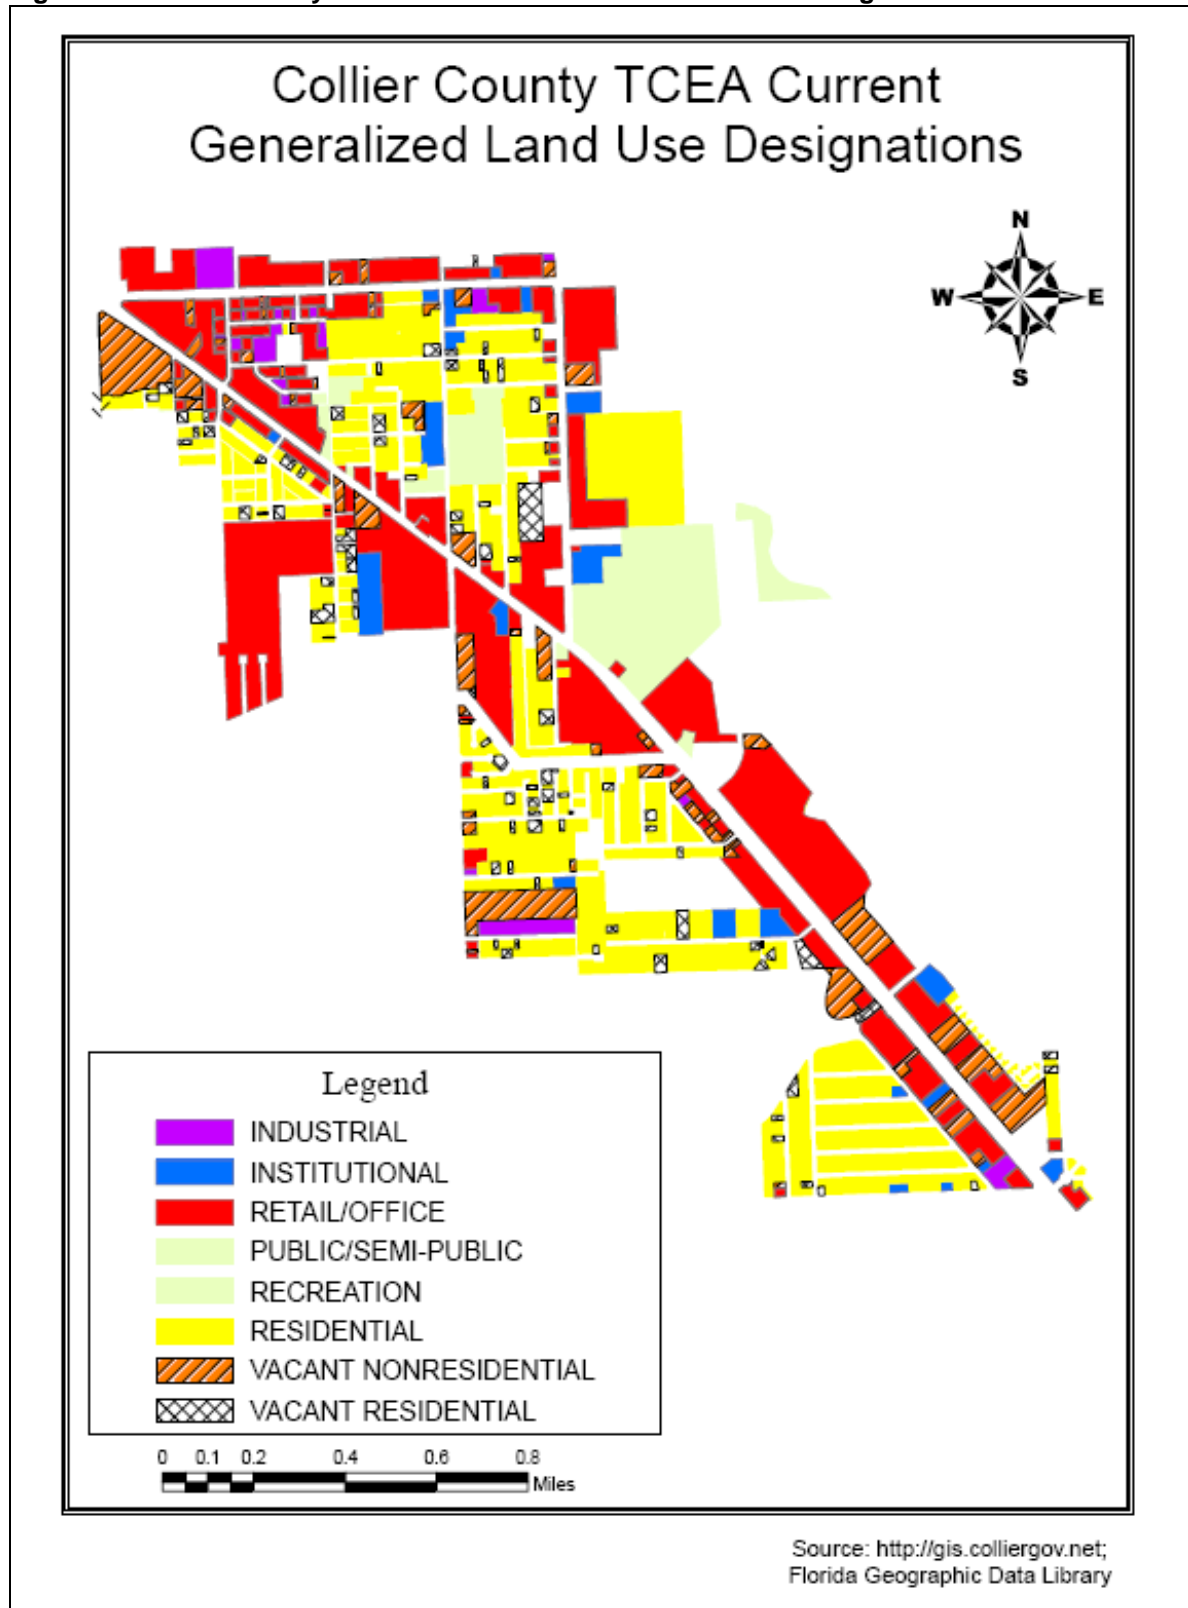 Collier County TCEA Current
Generalized Land Use Designations
N
W
E
S
Legend
INDUSTRIAL
INSTITUTIONAL
RETAIL/OFFICE
PUBLIC/SEMI-PUBLIC
RECREATION
RESIDENTIAL
VACANT NONRESIDENTIAL
VACANT RESIDENTIAL
0 0.1 0.2 0.4 0.6 0.8
Miles
Source: http://gis.colliergov.net;
Florida Geographic Data Library